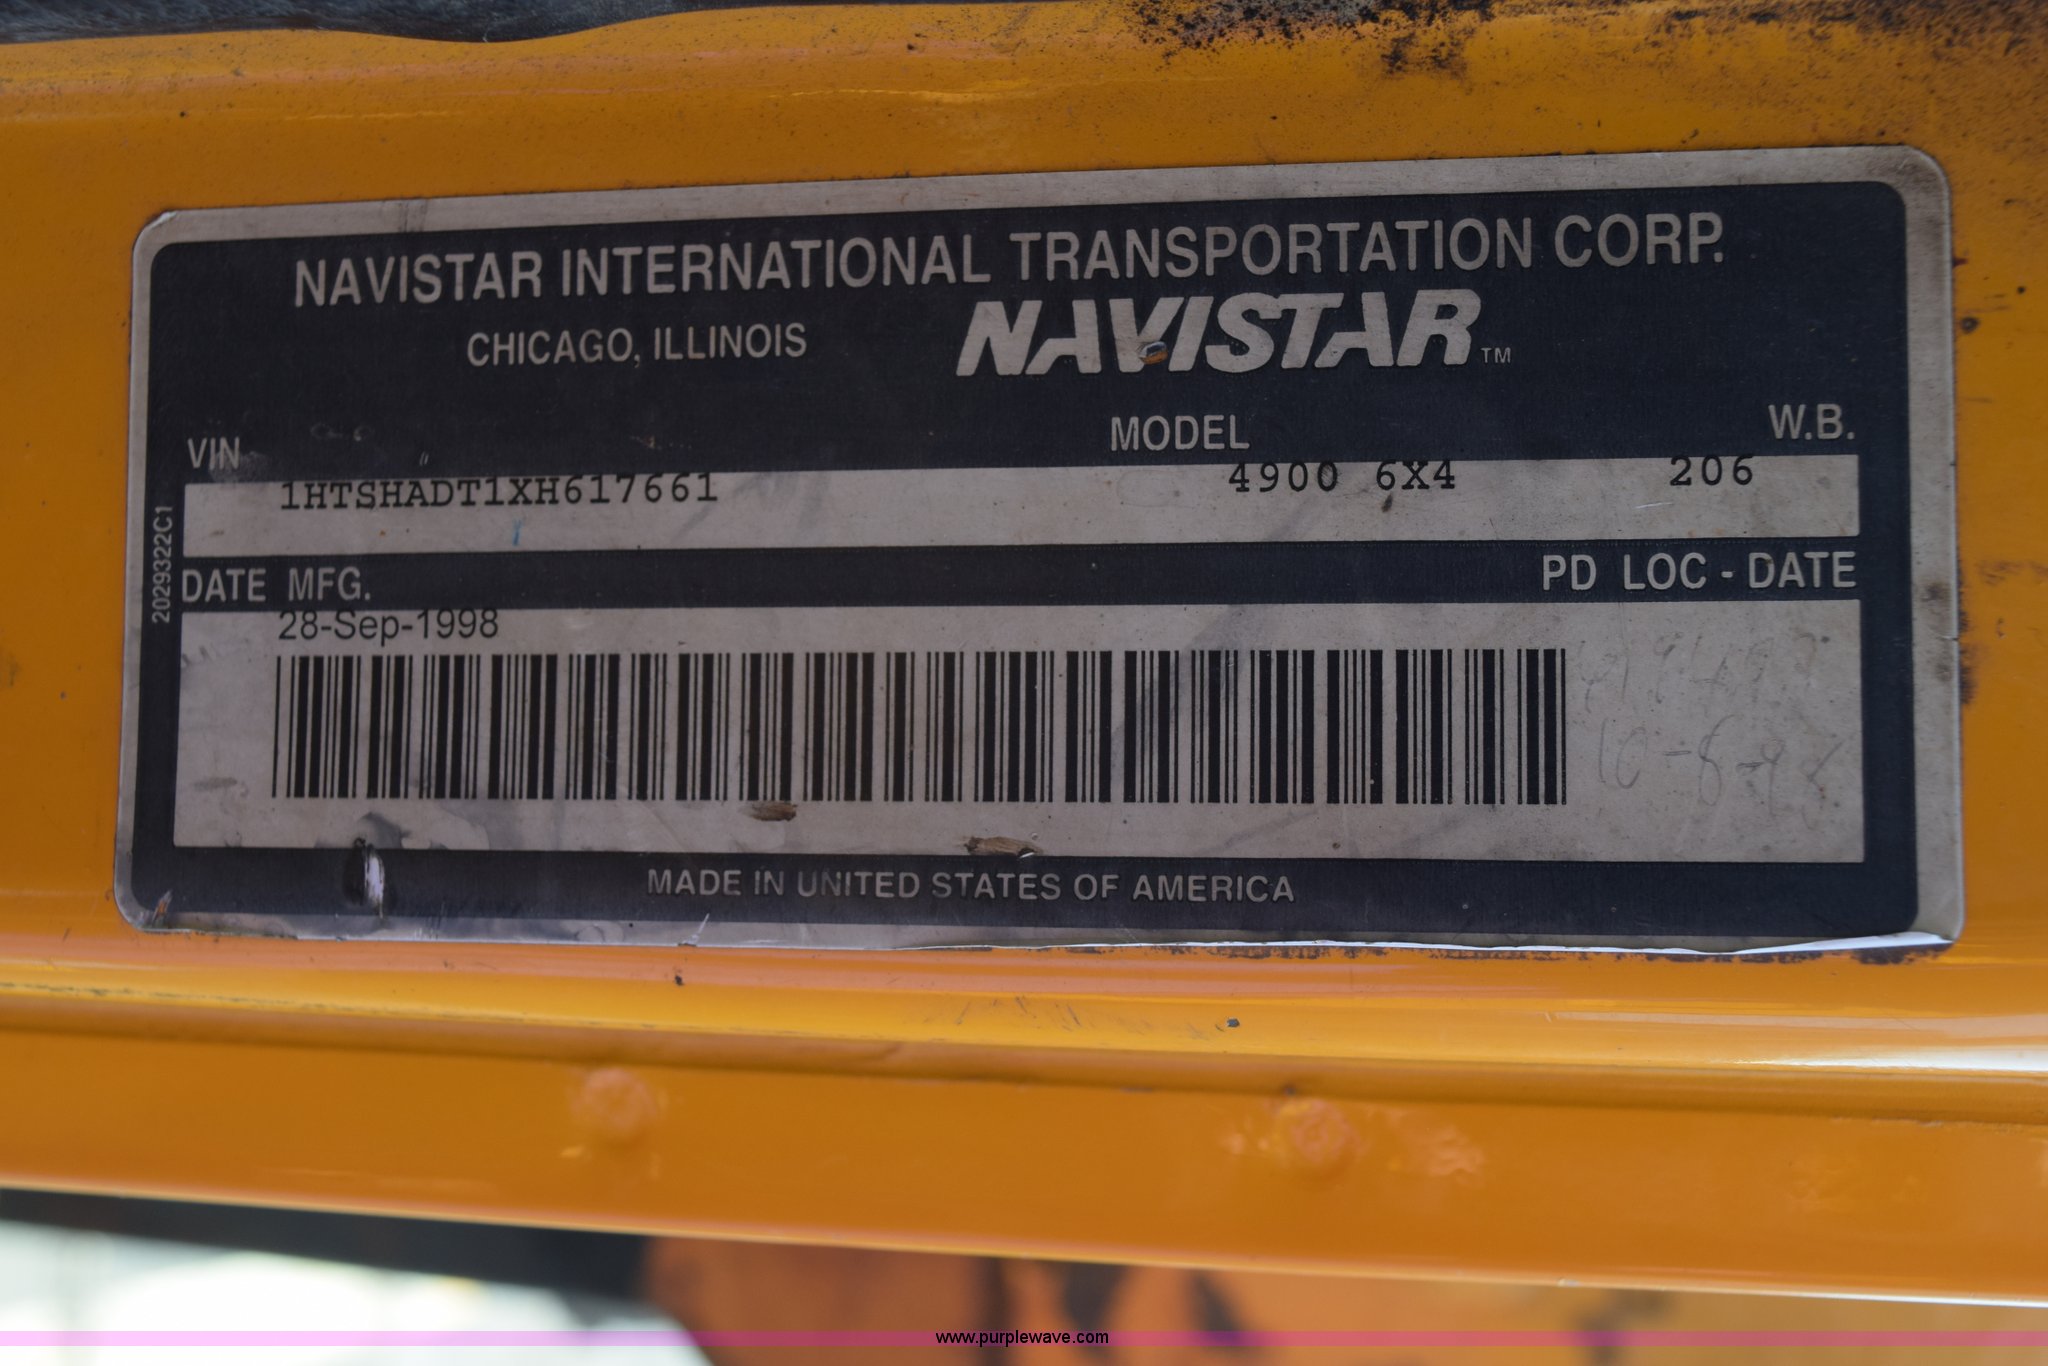 NAVISTAR INTERNATIONAL TRANSPORTATION CORP.
CHICAGO, ILLINOIS NAVISTAR™
VIN MODEL W.B.
1HTSHADT1XH617661 4900 6X4 206
DATE MFG. PD LOC - DATE
28-Sep-1998
10-8-98
MADE IN UNITED STATES OF AMERICA
2029322C1
www.purplewave.com